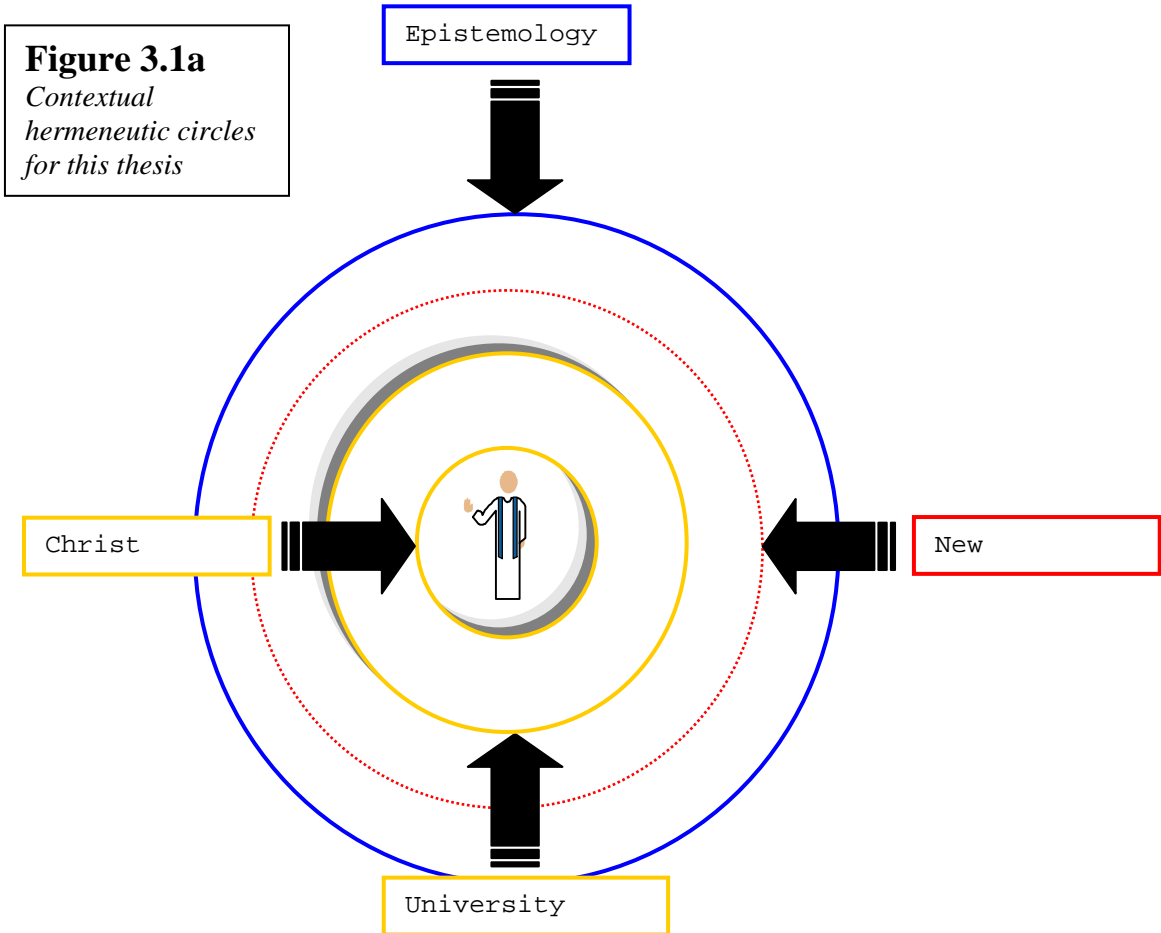 Figure 3.1a
Contextual
hermeneutic circles
for this thesis
Epistemology
Christ
New
University